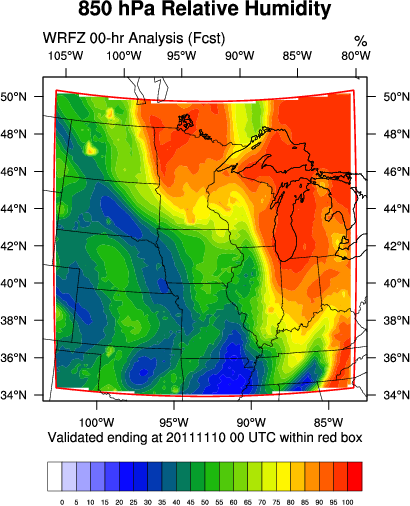 850 hPa Relative Humidity
WRFZ 00-hr Analysis (Fcst) %
105°W 100°W 95°W 90°W 85°W 80°W
50°N 50°N
48°N 48°N
46°N 46°N
44°N 44°N
42°N 42°N
40°N 40°N
38°N 38°N
36°N 36°N
34°N 34°N
100°W 95°W 90°W 85°W
Validated ending at 20111110 00 UTC within red box
0 5 10 15 20 25 30 35 40 45 50 55 60 65 70 75 80 85 90 95 100